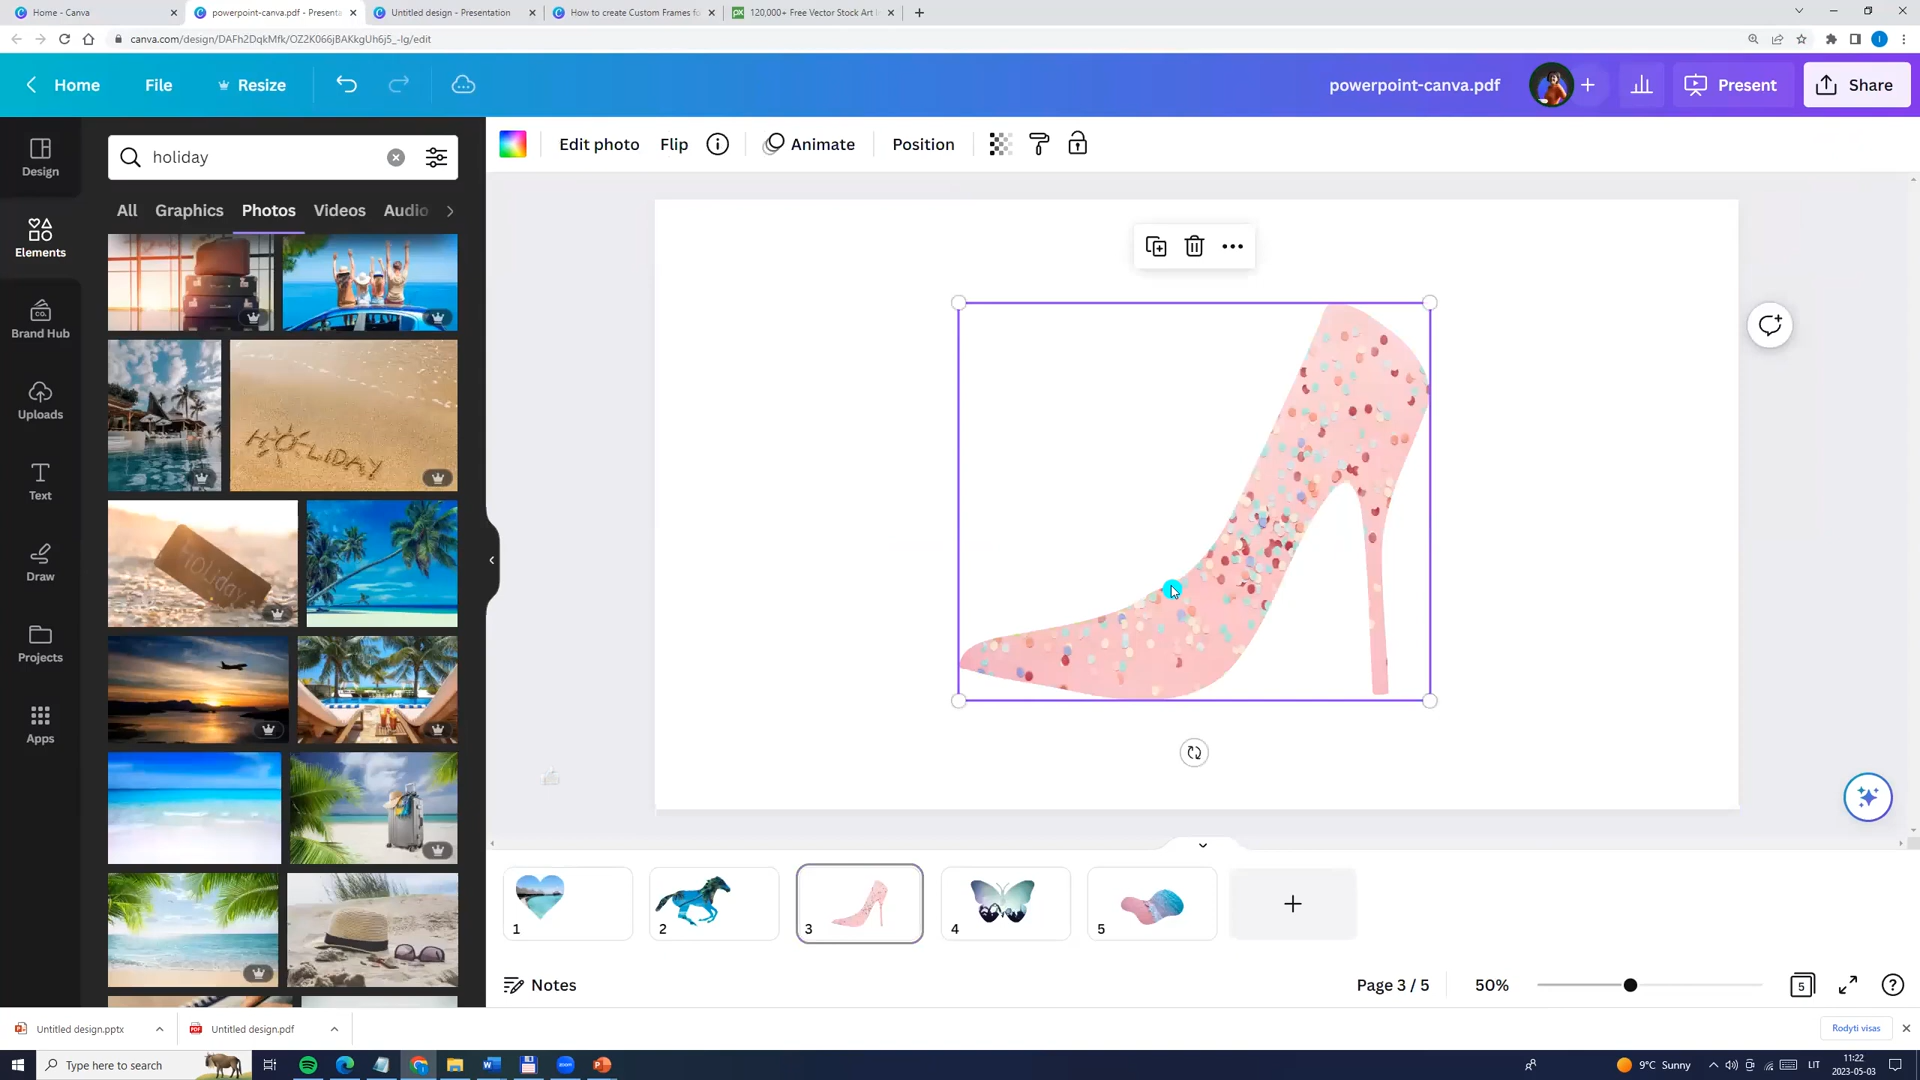 Home - Canva
powerpoint-canva.pdf - Presenta
Untitled design - Presentation
How to create Custom Frames fo
120,000+ Free Vector Stock Art
canva.com/design/DAFh2DqkMfk/OZ2K066jBAKkgUh6j5_-lg/edit
Home
File
Resize
powerpoint-canva.pdf
Present
Share
Design
Elements
Brand Hub
Uploads
Text
Draw
Projects
Apps
holiday
All
Graphics
Photos
Videos
Audio
HOLIDAY
HOLiday
Edit photo
Flip
Animate
Position
1
2
3
4
5
Notes
Page 3 / 5
50%
5
Untitled design.pptx
Untitled design.pdf
Rodyti visas
Type here to search
9°C Sunny
LIT
11:22
2023-05-03